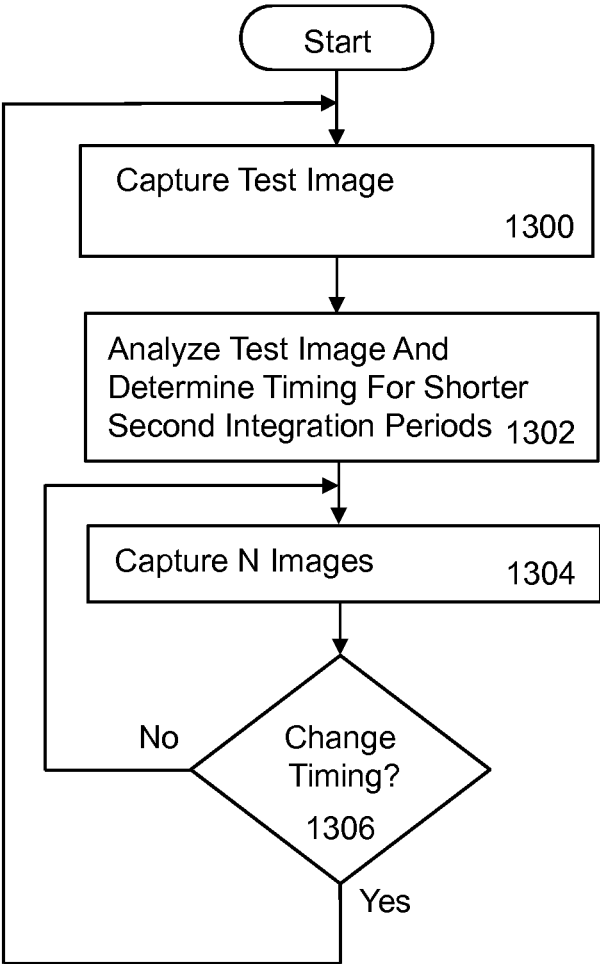 Start
Capture Test Image
1300
Analyze Test Image And
Determine Timing For Shorter
Second Integration Periods 1302
Capture N Images
1304
No
Change
Timing?
1306
Yes